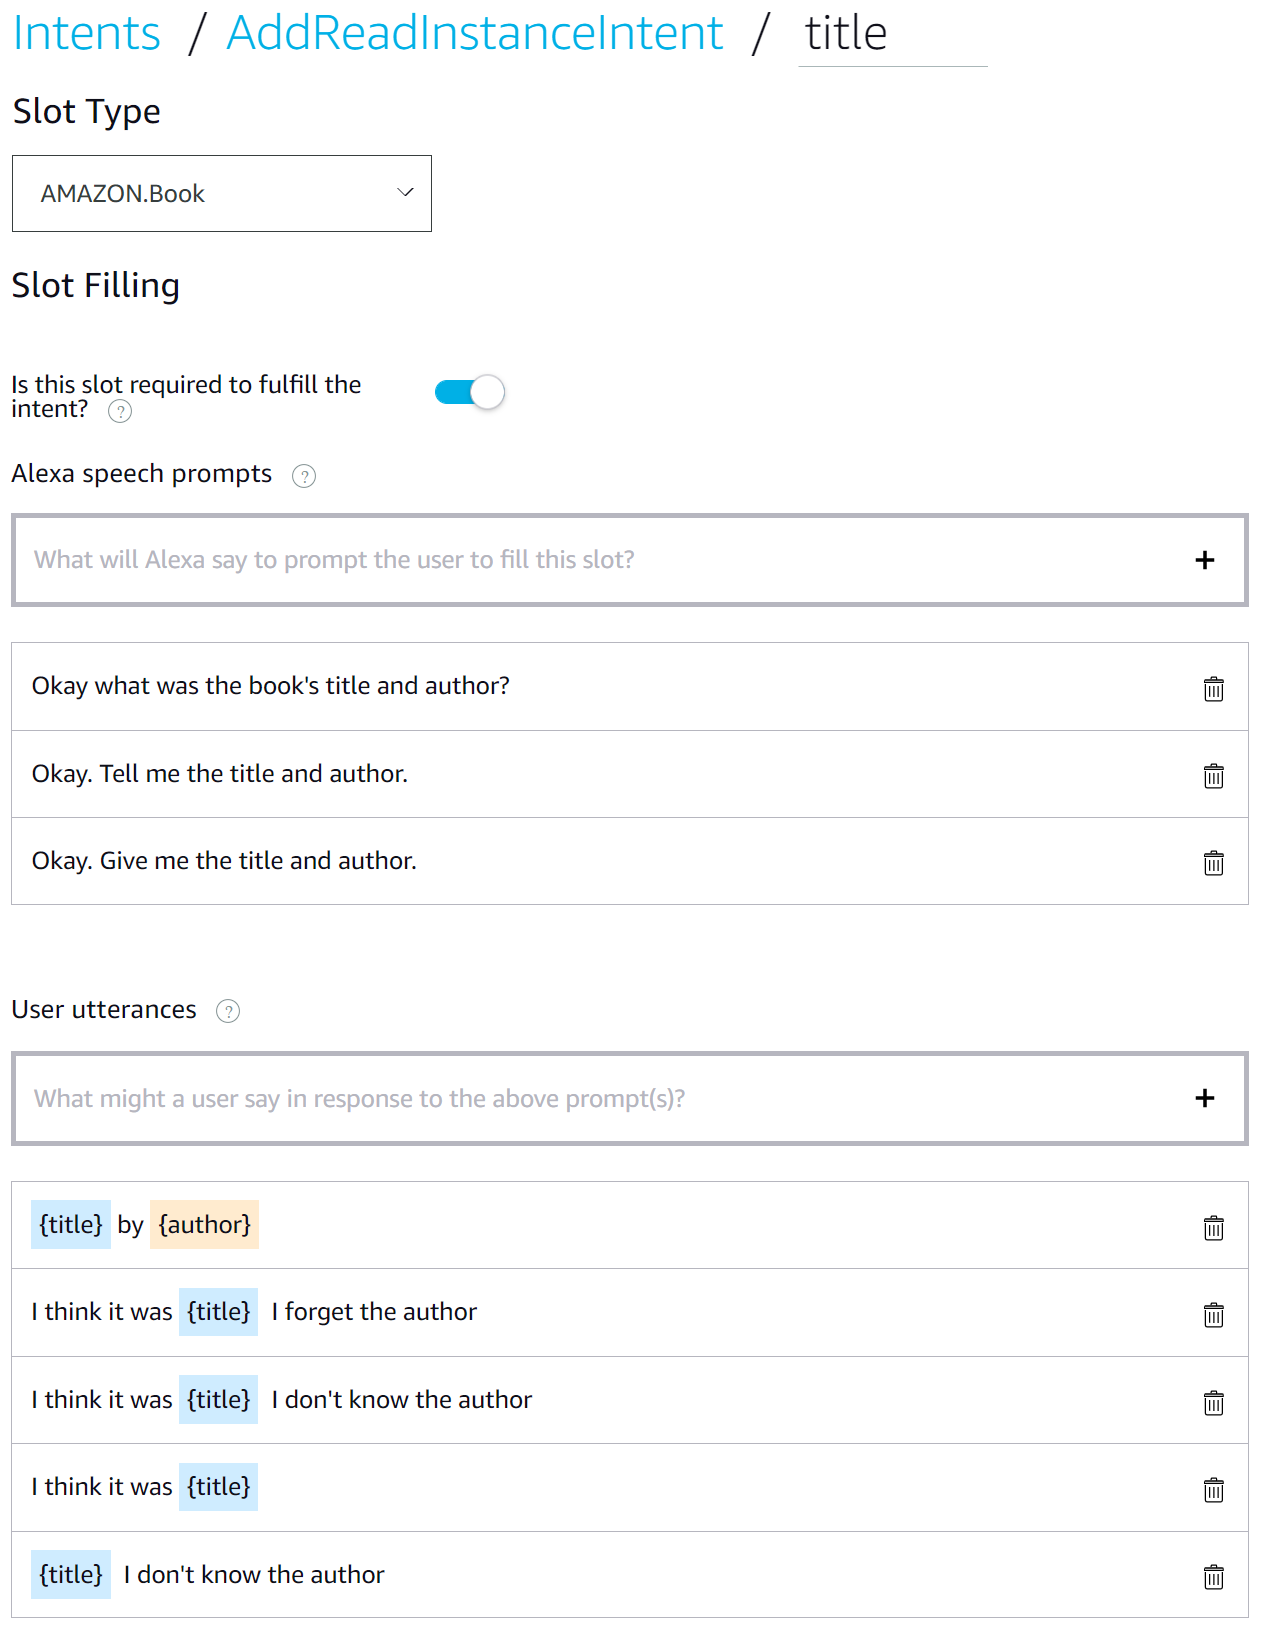 Intents / AddReadInstanceIntent / title
Slot Type
AMAZON.Book
Slot Filling
Is this slot required to fulfill the
intent? ?
Alexa speech prompts ?
What will Alexa say to prompt the user to fill this slot? +
Okay what was the book's title and author?
Okay. Tell me the title and author.
Okay. Give me the title and author.
User utterances ?
What might a user say in response to the above prompt(s)? +
{title} by {author}
I think it was {title} I forget the author
I think it was {title} I don't know the author
I think it was {title}
{title} I don't know the author